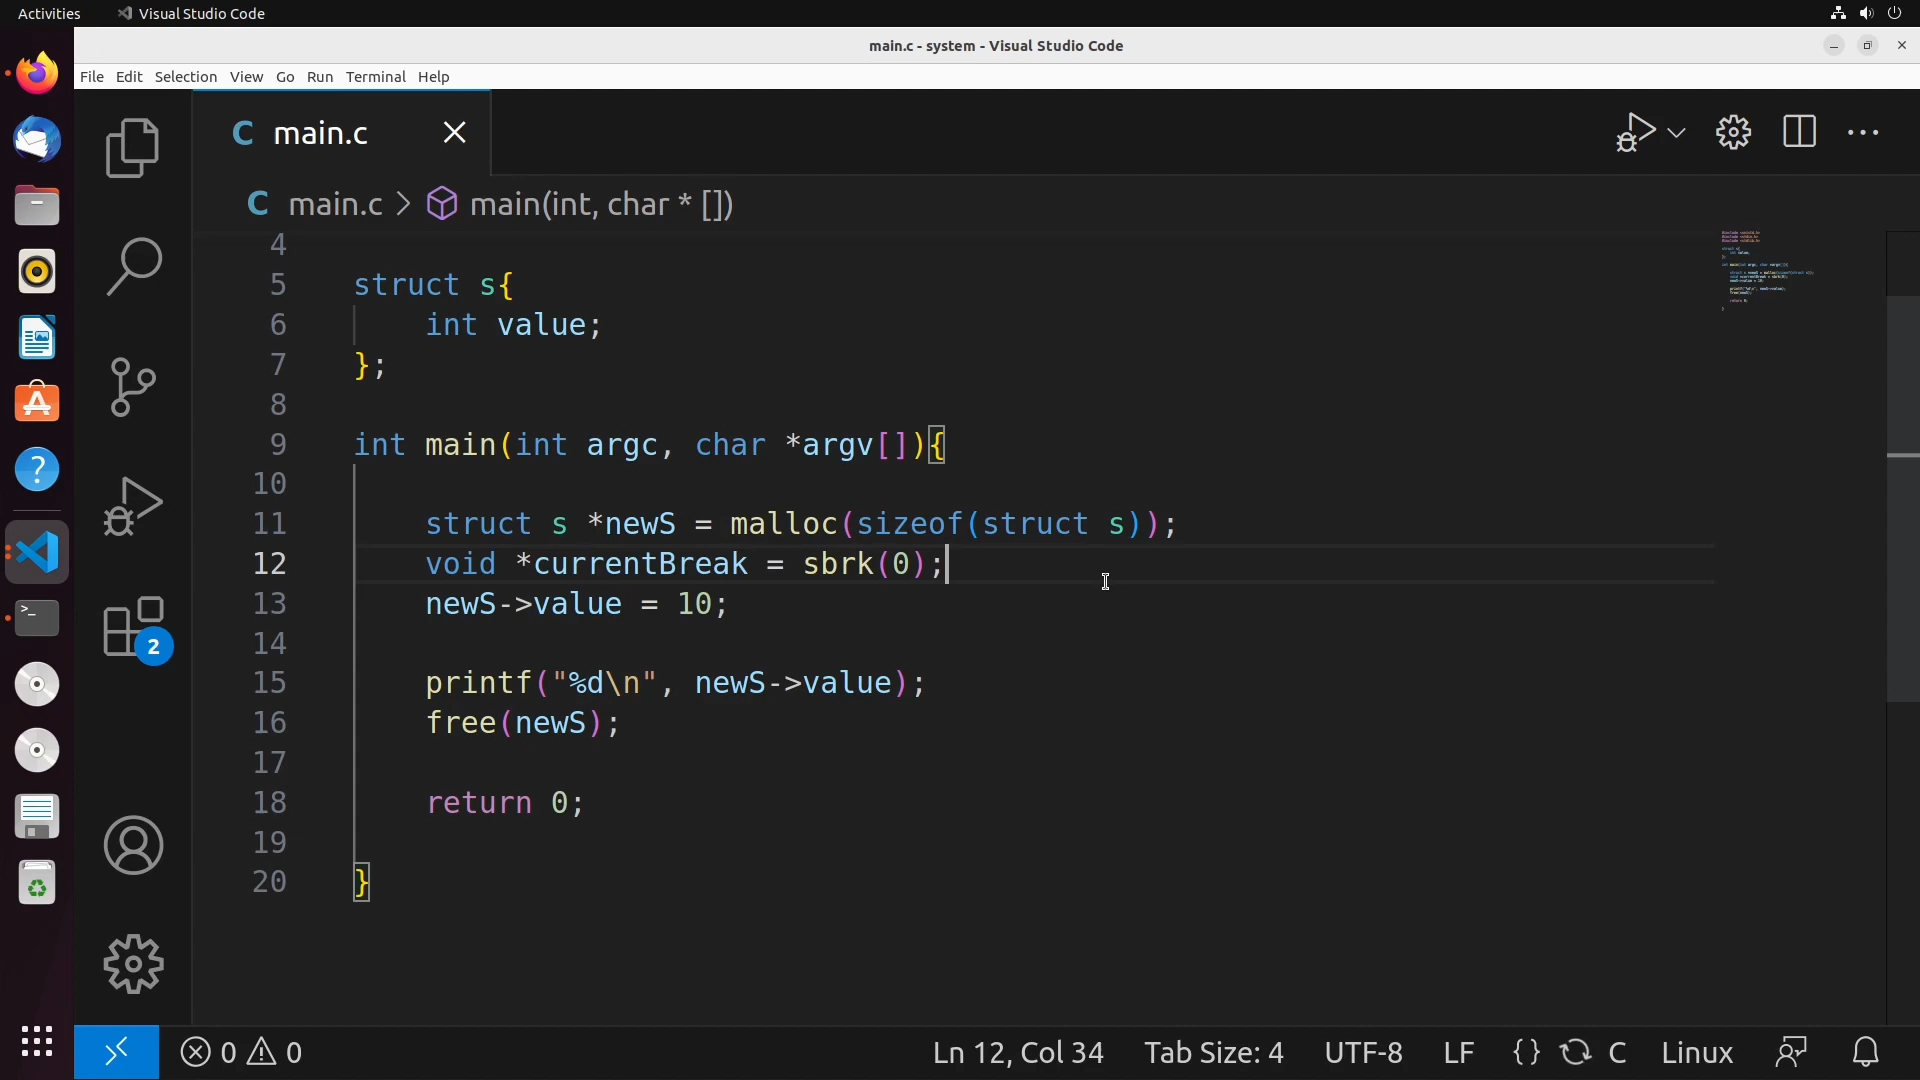 Activities
Visual Studio Code
main.c - system - Visual Studio Code
File Edit Selection View Go Run Terminal Help
C main.c
C main.c > main(int, char * [])
4
5 struct s{
6 int value;
7 };
8
9 int main(int argc, char *argv[]){
10
11 struct s *newS = malloc(sizeof(struct s));
12 void *currentBreak = sbrk(0);
13 newS->value = 10;
14
15 printf("%d\n", newS->value);
16 free(newS);
17
18 return 0;
19
20 }
2
0 0 Ln 12, Col 34 Tab Size: 4 UTF-8 LF {} C Linux